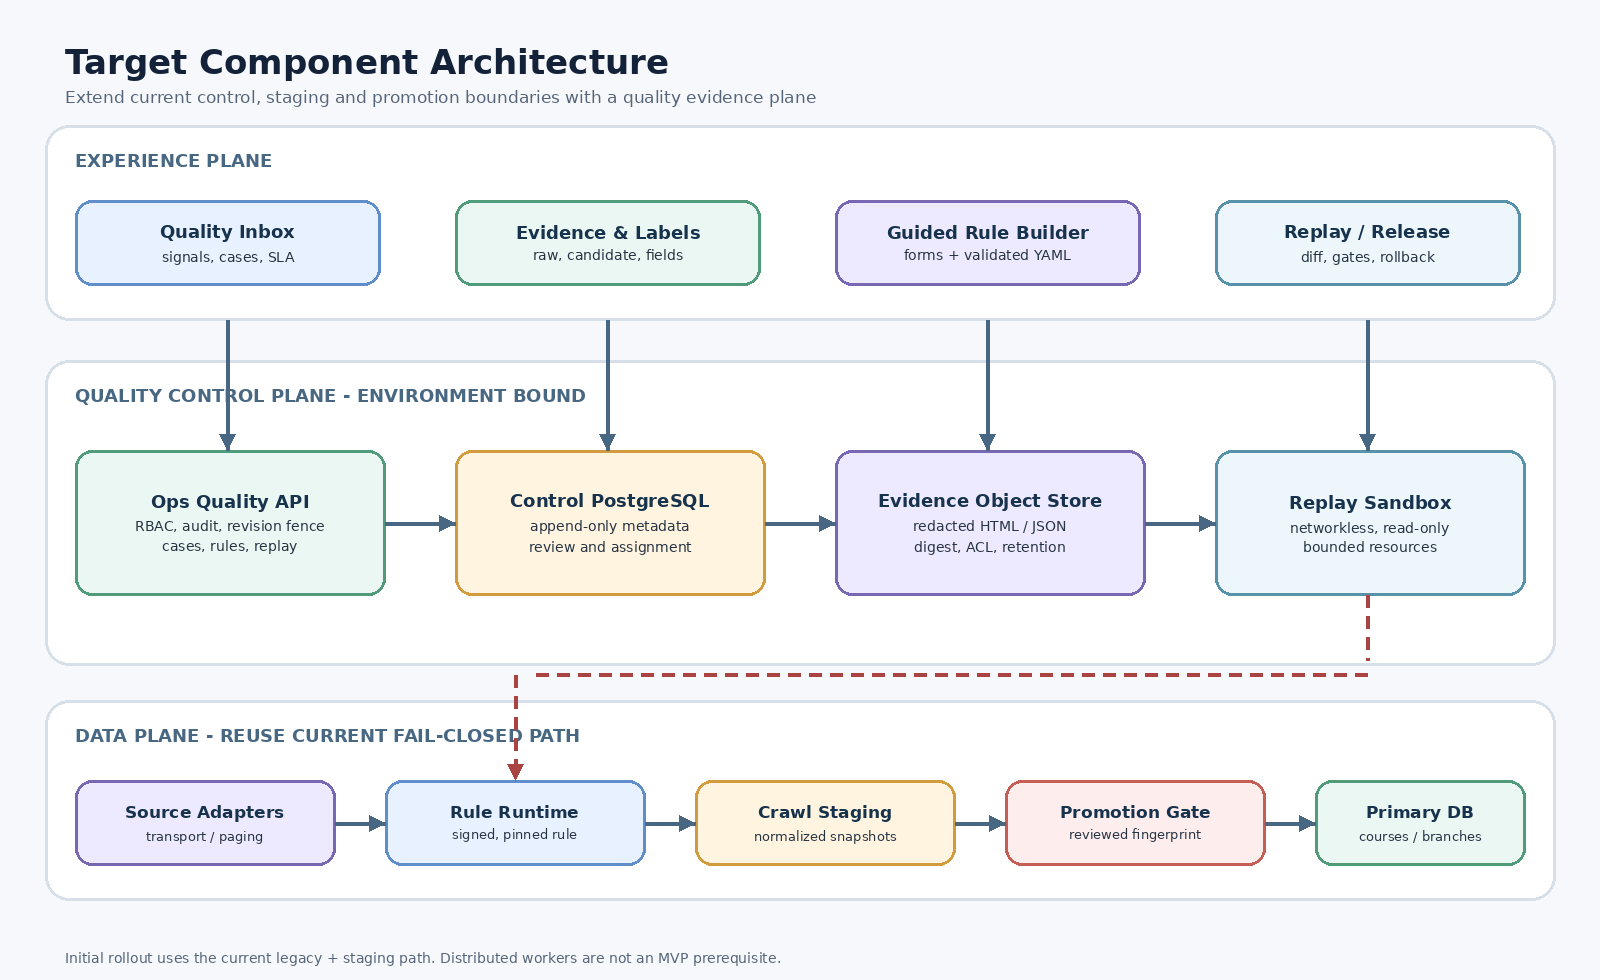 Target Component Architecture
Extend current control, staging and promotion boundaries with a quality evidence plane
EXPERIENCE PLANE
Quality Inbox
signals, cases, SLA
Evidence & Labels
raw, candidate, fields
Guided Rule Builder
forms + validated YAML
Replay / Release
diff, gates, rollback
QUALITY CONTROL PLANE - ENVIRONMENT BOUND
Ops Quality API
RBAC, audit, revision fence
cases, rules, replay
Control PostgreSQL
append-only metadata
review and assignment
Evidence Object Store
redacted HTML / JSON
digest, ACL, retention
Replay Sandbox
networkless, read-only
bounded resources
DATA PLANE - REUSE CURRENT FAIL-CLOSED PATH
Source Adapters
transport / paging
Rule Runtime
signed, pinned rule
Crawl Staging
normalized snapshots
Promotion Gate
reviewed fingerprint
Primary DB
courses / branches
Initial rollout uses the current legacy + staging path. Distributed workers are not an MVP prerequisite.